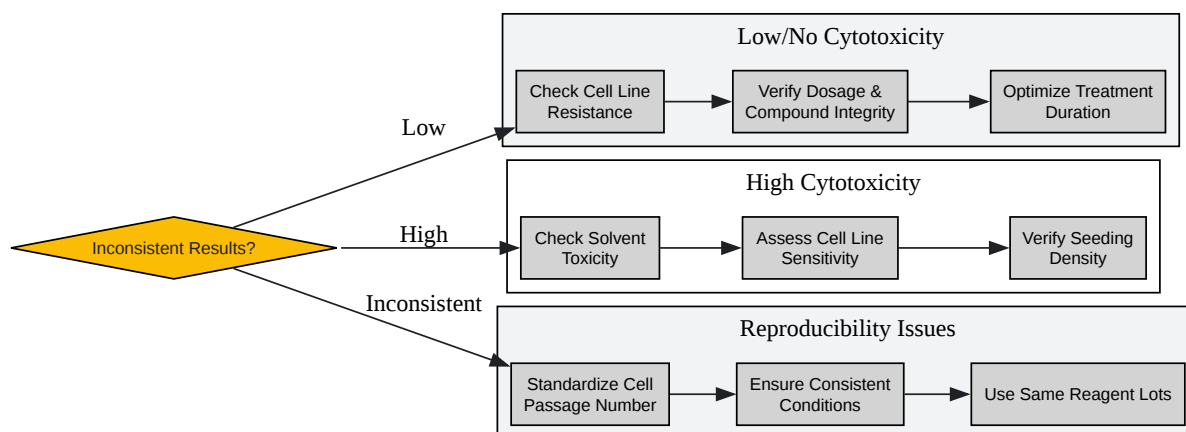 Low/No Cytotoxicity
Check Cell Line
Resistance
Verify Dosage &
Compound Integrity
Optimize Treatment
Duration
Low
High Cytotoxicity
Inconsistent Results?
High
Check Solvent
Toxicity
Assess Cell Line
Sensitivity
Verify Seeding
Density
Inconsistent
Reproducibility Issues
Standardize Cell
Passage Number
Ensure Consistent
Conditions
Use Same Reagent Lots